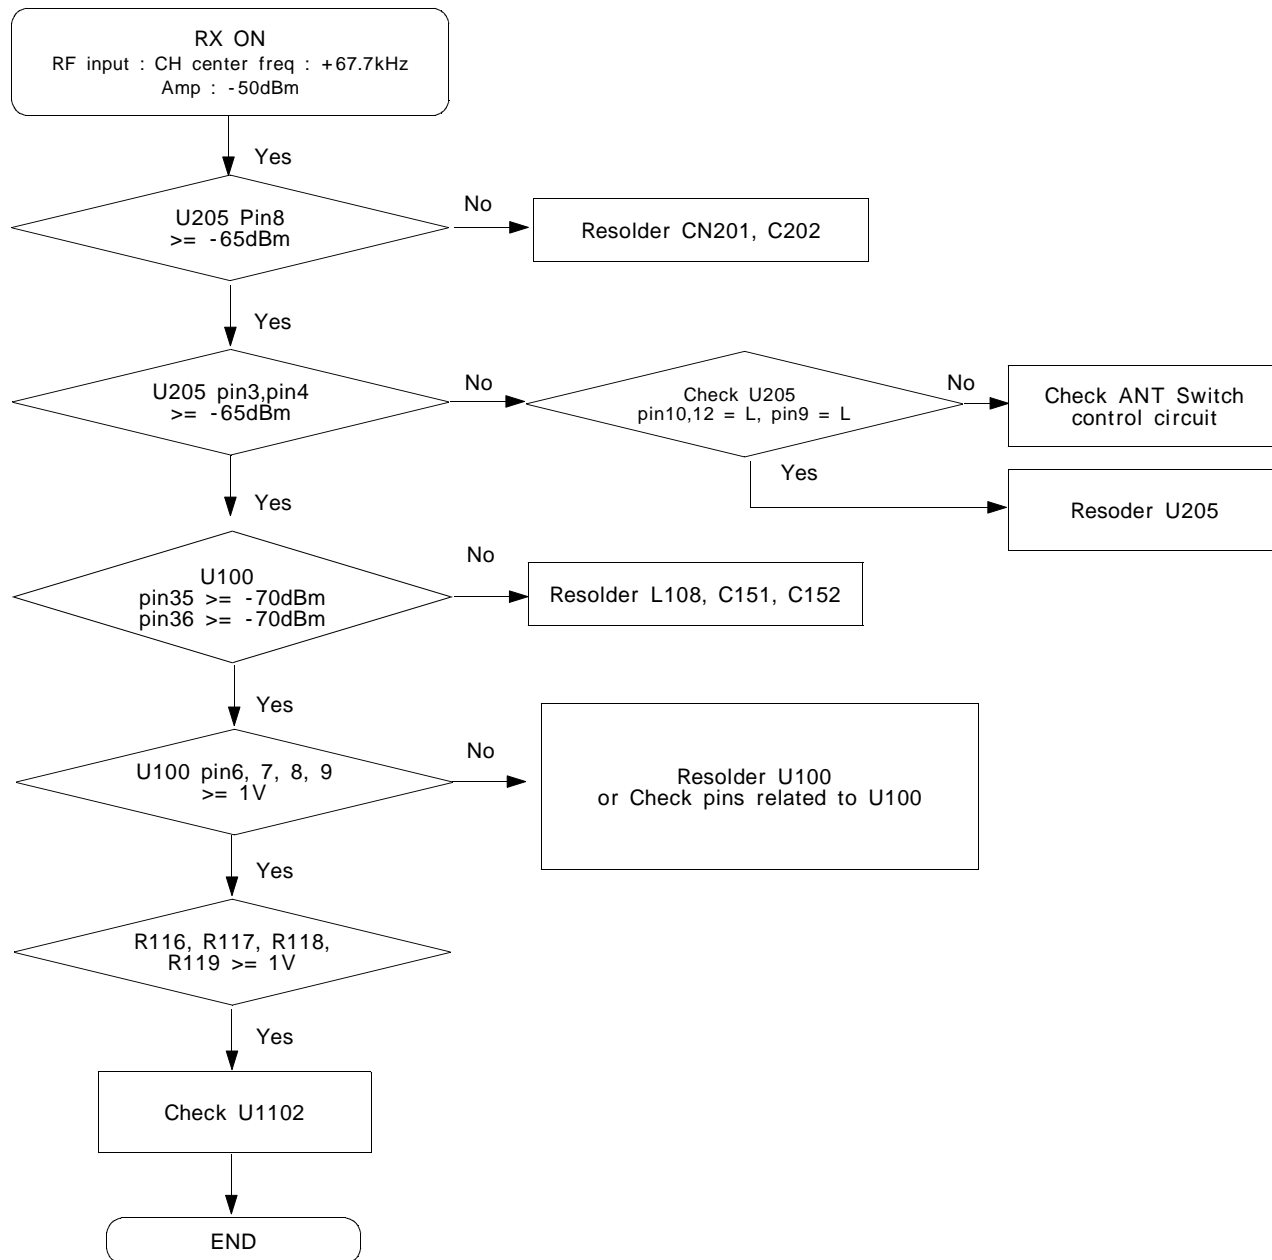 RX ON
RF input : CH center freq : +67.7kHz
Amp : -50dBm
Yes
U205 Pin8
>= -65dBm
No
Resolder CN201, C202
Yes
U205 pin3,pin4
>= -65dBm
No
Check U205
pin10,12 = L, pin9 = L
No
Check ANT Switch
control circuit
Yes
Resoder U205
Yes
U100
pin35 >= -70dBm
pin36 >= -70dBm
No
Resolder L108, C151, C152
Yes
U100 pin6, 7, 8, 9
>= 1V
No
Resolder U100
or Check pins related to U100
Yes
R116, R117, R118,
R119 >= 1V
Yes
Check U1102
END